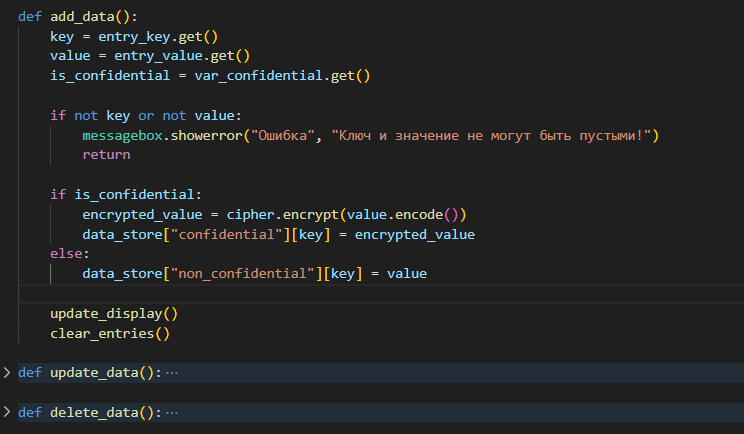 def add_data():
    key = entry_key.get()
    value = entry_value.get()
    is_confidential = var_confidential.get()
    if not key or not value:
        messagebox.showerror("Ошибка", "Ключ и значение не могут быть пустыми!")
        return
    if is_confidential:
        encrypted_value = cipher.encrypt(value.encode())
        data_store["confidential"][key] = encrypted_value
    else:
        data_store["non_confidential"][key] = value
    update_display()
    clear_entries()
def update_data(): ...
def delete_data(): ...